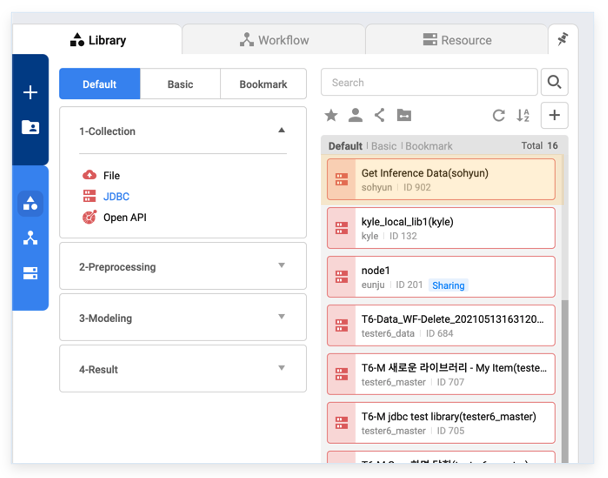 Library
Workflow
Resource
Default
Basic
Bookmark
1-Collection
File
JDBC
Open API
2-Preprocessing
3-Modeling
4-Result
Search
Default | Basic | Bookmark
Total 16
Get Inference Data(sohyun)
sohyun | ID 902
kyle_local_lib1(kyle)
kyle | ID 132
node1
eunju | ID 201 Sharing
T6-Data_WF-Delete_20210513163120...
tester6_data | ID 684
T6-M 새로운 라이브러리 - My Item(teste...
tester6_master | ID 707
T6-M jdbc test library(tester6_master)
tester6_master | ID 705